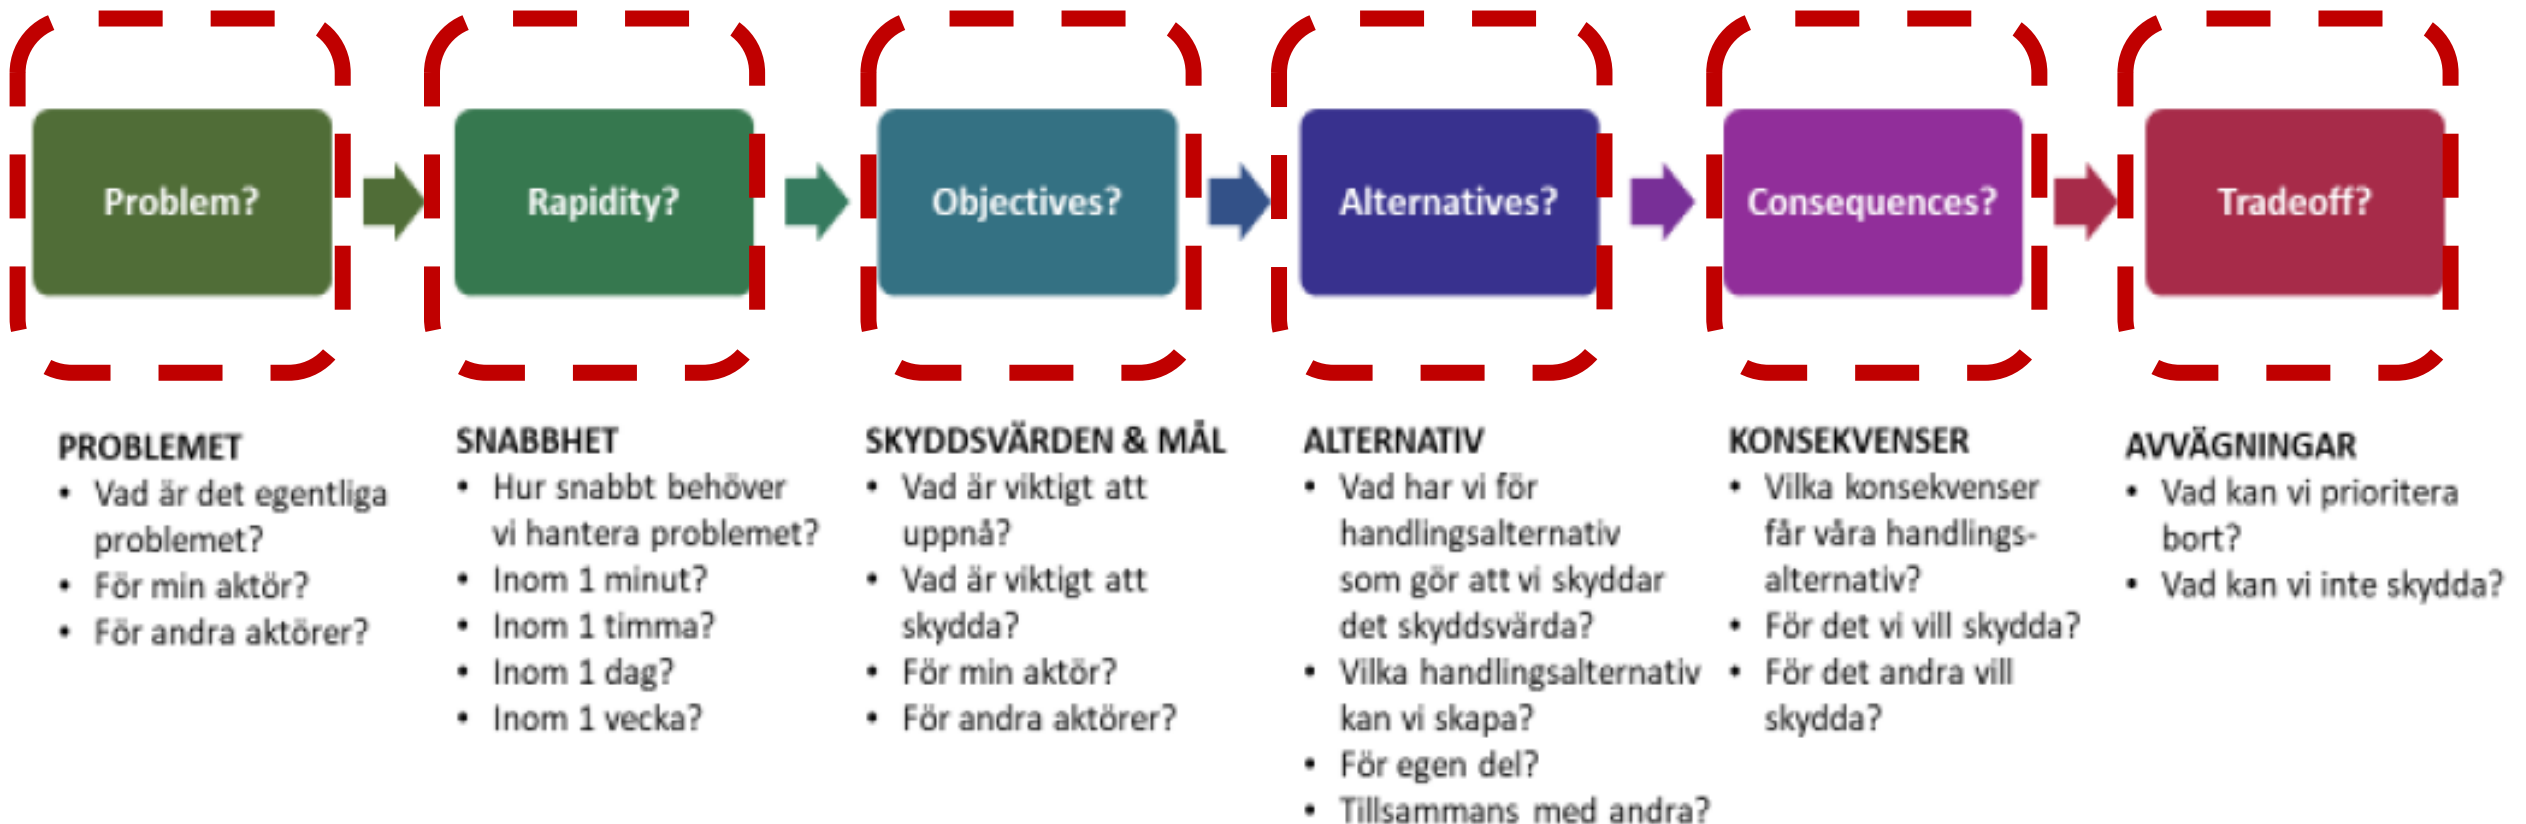 Problem?
Rapidity?
Objectives?
Alternatives?
Consequences?
Tradeoff?
PROBLEMET
• Vad är det egentliga
problemet?
• För min aktör?
• För andra aktörer?
SNABBHET
• Hur snabbt behöver
vi hantera problemet?
• Inom 1 minut?
• Inom 1 timma?
• Inom 1 dag?
• Inom 1 vecka?
SKYDDSVÄRDEN & MÅL
• Vad är viktigt att
uppnå?
• Vad är viktigt att
skydda?
• För min aktör?
• För andra aktörer?
ALTERNATIV
• Vad har vi för
handlingsalternativ
som gör att vi skyddar
det skyddsvärda?
• Vilka handlingsalternativ
kan vi skapa?
• För egen del?
• Tillsammans med andra?
KONSEKVENSER
• Vilka konsekvenser
får våra handlings-
alternativ?
• För det vi vill skydda?
• För det andra vill
skydda?
AVVÄGNINGAR
• Vad kan vi prioritera
bort?
• Vad kan vi inte skydda?